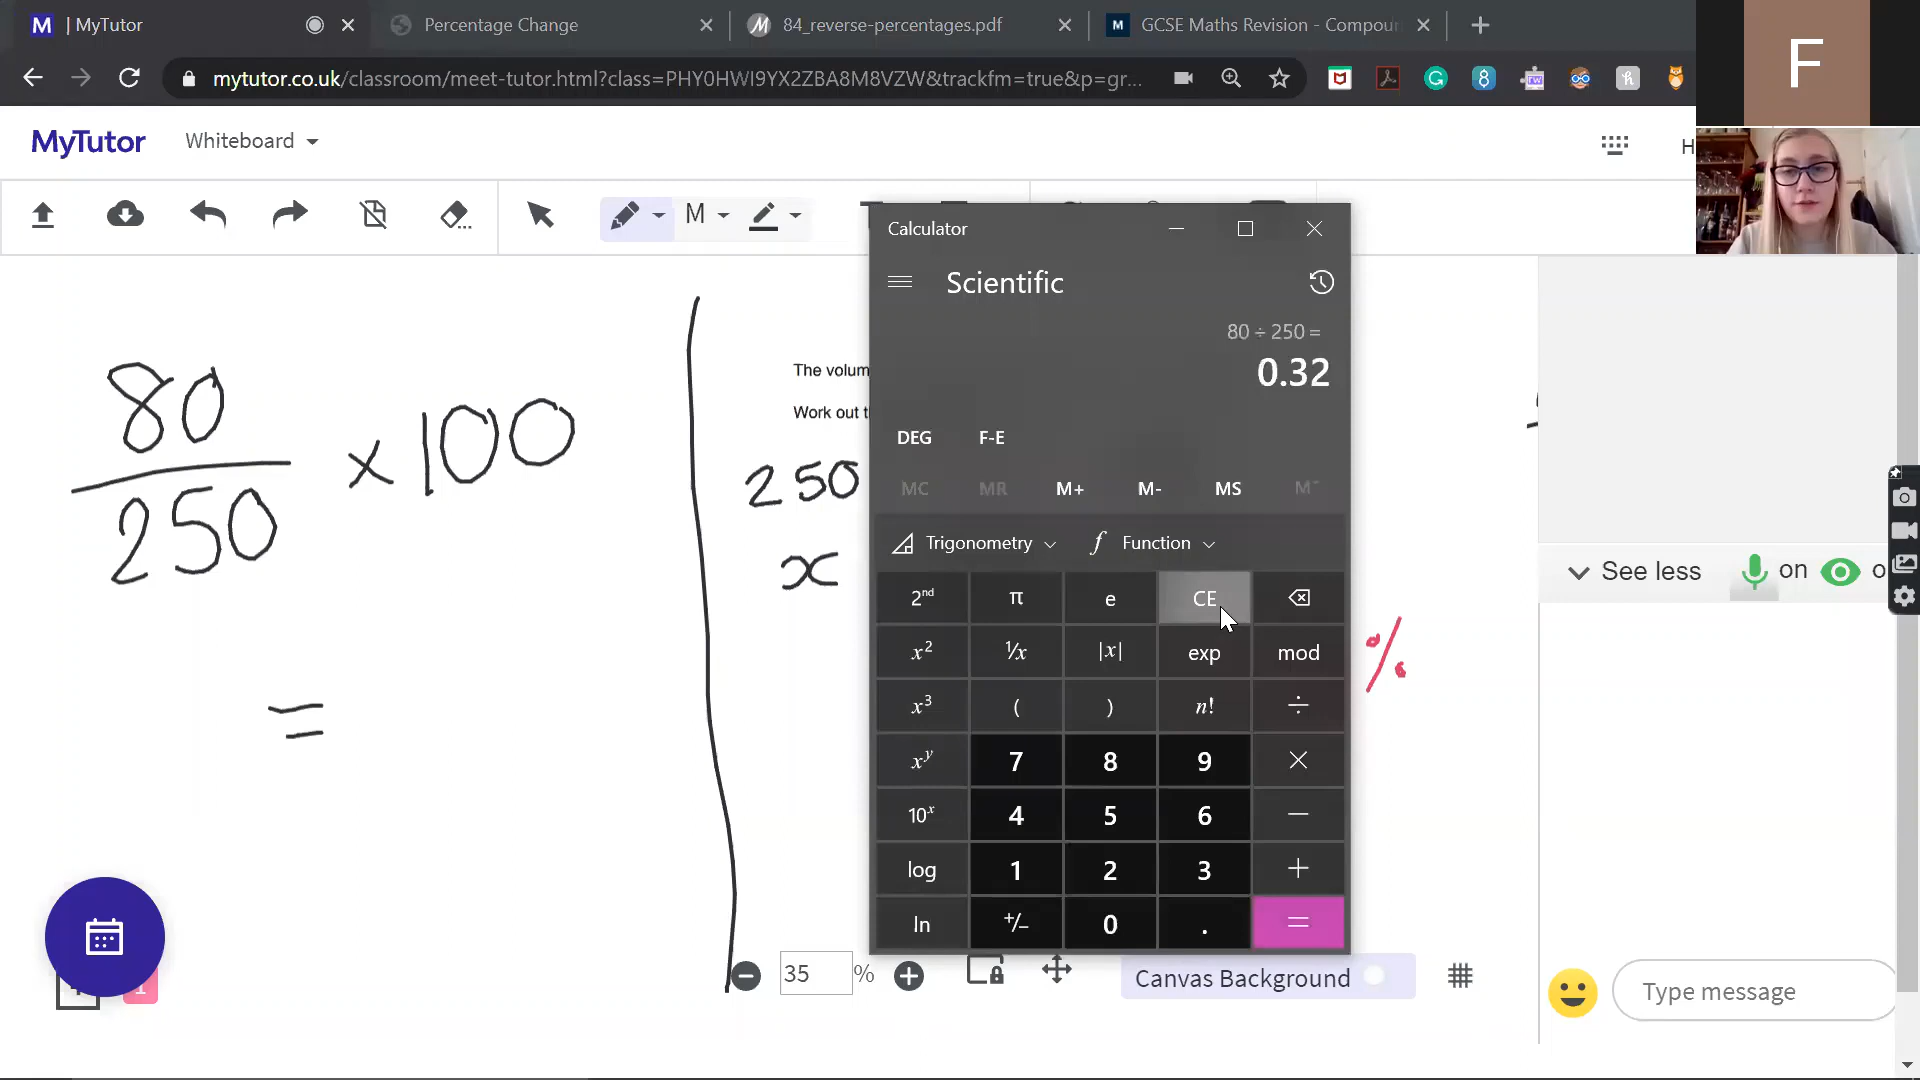 M | MyTutor
Percentage Change
84_reverse-percentages.pdf
M GCSE Maths Revision - Compoun
mytutor.co.uk/classroom/meet-tutor.html?class=PHY0HWI9YX2ZBA8M8VZW&trackfm=true&p=gr...
F
MyTutor Whiteboard
H
M
Calculator
Scientific
80 ÷ 250 =
0.32
DEG F-E
MC MR M+ M- MS M˅
Trigonometry
f Function
2nd π e CE
x² ¹/x |x| exp mod
x³ ( ) n! ÷
xʸ 7 8 9 ×
10ˣ 4 5 6 −
log 1 2 3 +
ln +/− 0 . =
80
250
× 100
=
The volum
Work out t
250
x
%
See less on
Type message
35 %
Canvas Background
1